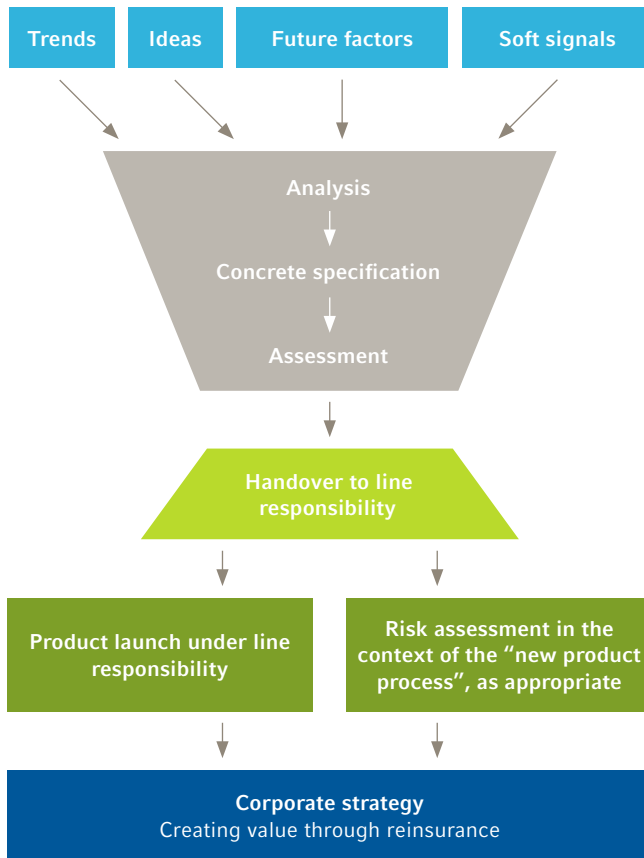 Trends
Ideas
Future factors
Soft signals
Analysis
Concrete specification
Assessment
Handover to line
responsibility
Product launch under line
responsibility
Risk assessment in the
context of the “new product
process”, as appropriate
Corporate strategy
Creating value through reinsurance